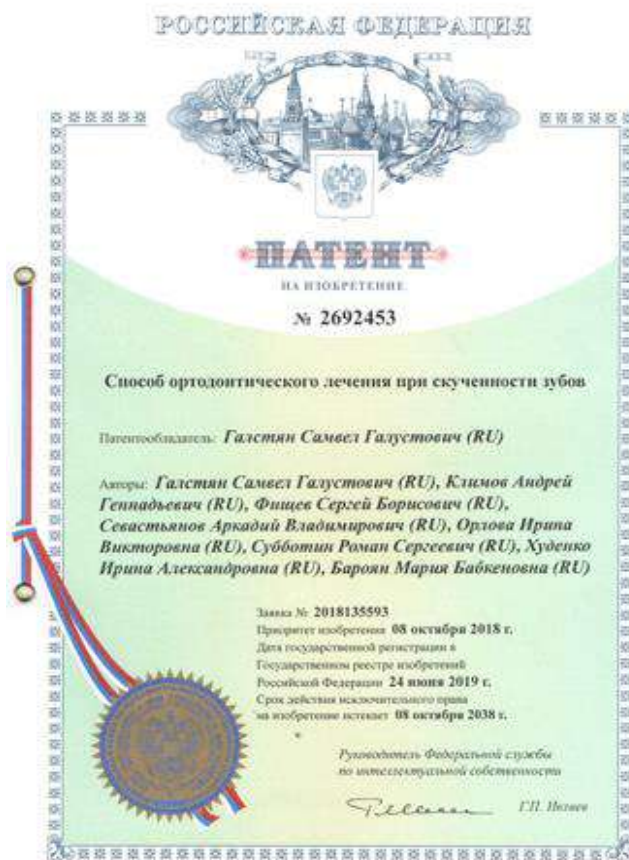 РОССИЙСКАЯ ФЕДЕРАЦИЯ
ПАТЕНТ
НА ИЗОБРЕТЕНИЕ
№ 2692453
Способ ортодонтического лечения при скученности зубов
Патентообладатель: Галстян Самвел Галустович (RU)
Авторы: Галстян Самвел Галустович (RU), Климов Андрей
Геннадьевич (RU), Фищев Сергей Борисович (RU),
Севастьянов Аркадий Владимирович (RU), Орлова Ирина
Викторовна (RU), Субботин Роман Сергеевич (RU), Худенко
Ирина Александровна (RU), Бароян Мария Бабкеновна (RU)
Заявка № 2018135593
Приоритет изобретения 08 октября 2018 г.
Дата государственной регистрации в
Государственном реестре изобретений
Российской Федерации 24 июня 2019 г.
Срок действия исключительного права
на изобретение истекает 08 октября 2038 г.
Руководитель Федеральной службы
по интеллектуальной собственности
Г.П. Ивлиев